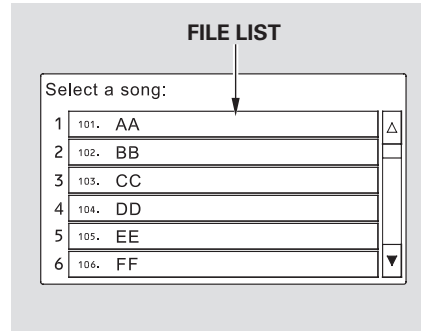 FILE LIST
Select a song:
1 101. AA
2 102. BB
3 103. CC
4 104. DD
5 105. EE
6 106. FF